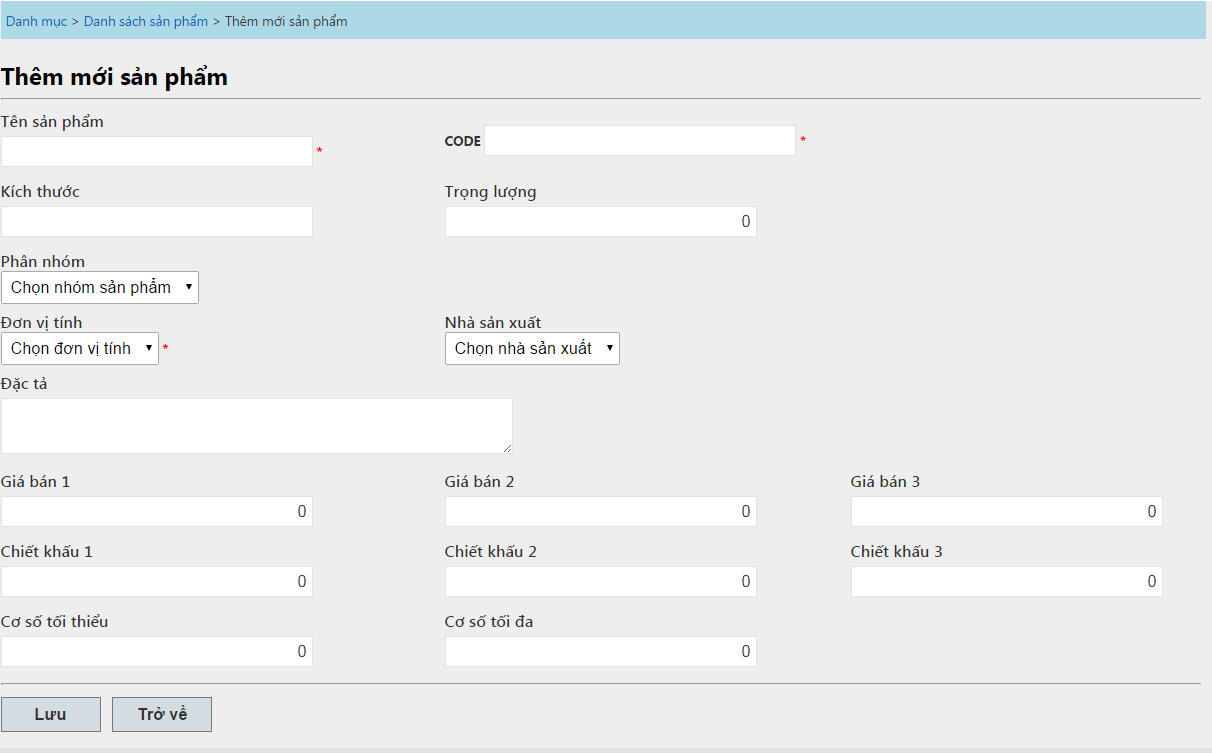 Danh mục > Danh sách sản phẩm > Thêm mới sản phẩm
Thêm mới sản phẩm
Tên sản phẩm
*
CODE *
Kích thước Trọng lượng
0
Phân nhóm
Chọn nhóm sản phẩm
Đơn vị tính Nhà sản xuất
Chọn đơn vị tính * Chọn nhà sản xuất
Đặc tả
Giá bán 1 Giá bán 2 Giá bán 3
0 0 0
Chiết khấu 1 Chiết khấu 2 Chiết khấu 3
0 0 0
Cơ số tối thiểu Cơ số tối đa
0 0
Lưu Trở về